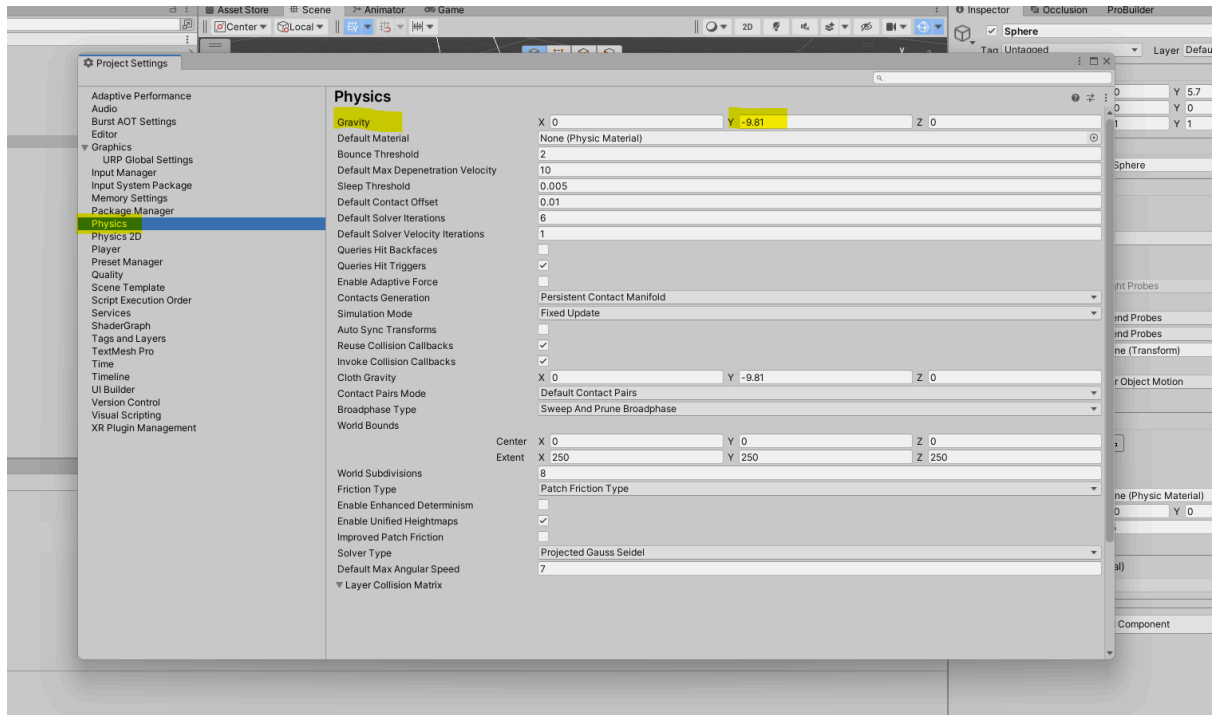 Asset Store Scene Animator Game
Inspector Occlusion ProBuilder
Center Local
2D
Sphere
Tag Untagged Layer Defau
Project Settings
Y 5.7
Y 0
Y 1
Sphere
ht Probes
end Probes
end Probes
ne (Transform)
r Object Motion
ne (Physic Material)
0 Y 0
al)
Component
Adaptive Performance
Audio
Burst AOT Settings
Editor
Graphics
URP Global Settings
Input Manager
Input System Package
Memory Settings
Package Manager
Physics
Physics 2D
Player
Preset Manager
Quality
Scene Template
Script Execution Order
Services
ShaderGraph
Tags and Layers
TextMesh Pro
Time
Timeline
UI Builder
Version Control
Visual Scripting
XR Plugin Management
Physics
Gravity X 0 Y -9.81 Z 0
Default Material None (Physic Material)
Bounce Threshold 2
Default Max Depenetration Velocity 10
Sleep Threshold 0.005
Default Contact Offset 0.01
Default Solver Iterations 6
Default Solver Velocity Iterations 1
Queries Hit Backfaces
Queries Hit Triggers
Enable Adaptive Force
Contacts Generation Persistent Contact Manifold
Simulation Mode Fixed Update
Auto Sync Transforms
Reuse Collision Callbacks
Invoke Collision Callbacks
Cloth Gravity X 0 Y -9.81 Z 0
Contact Pairs Mode Default Contact Pairs
Broadphase Type Sweep And Prune Broadphase
World Bounds
Center X 0 Y 0 Z 0
Extent X 250 Y 250 Z 250
World Subdivisions 8
Friction Type Patch Friction Type
Enable Enhanced Determinism
Enable Unified Heightmaps
Improved Patch Friction
Solver Type Projected Gauss Seidel
Default Max Angular Speed 7
Layer Collision Matrix